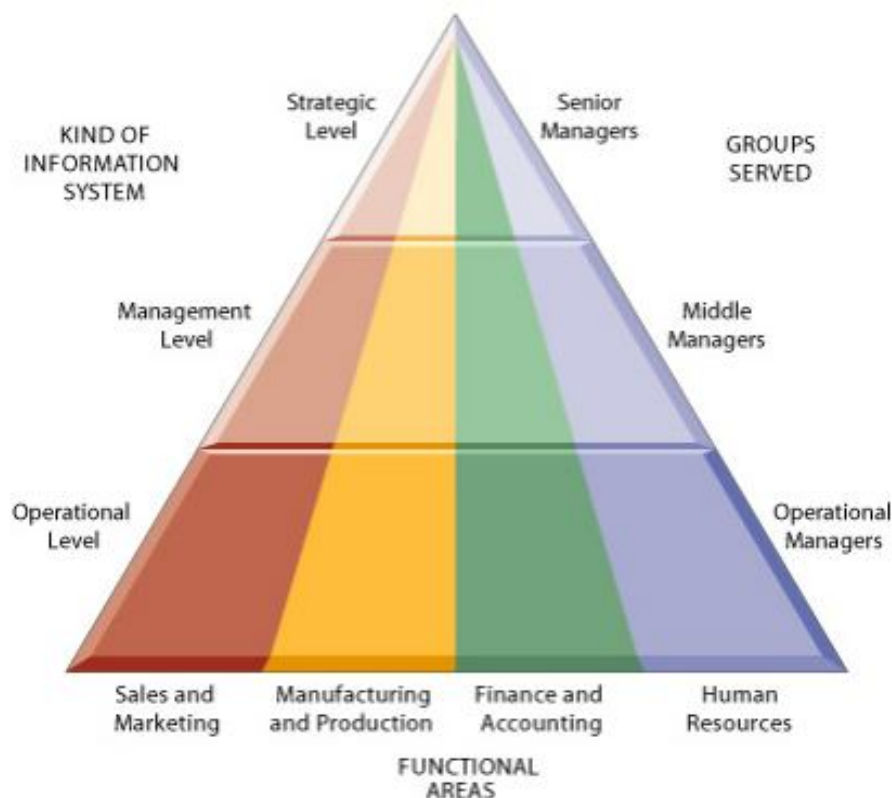 Strategic
Level
Senior
Managers
KIND OF
INFORMATION
SYSTEM
GROUPS
SERVED
Management
Level
Middle
Managers
Operational
Level
Operational
Managers
Sales and
Marketing
Manufacturing
and Production
Finance and
Accounting
Human
Resources
FUNCTIONAL
AREAS